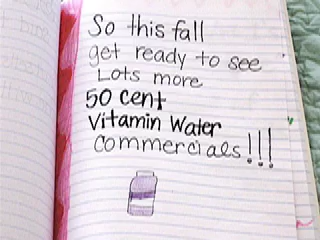 So this fall
get ready to see
Lots more
50 cent
Vitamin Water
commercials!!!